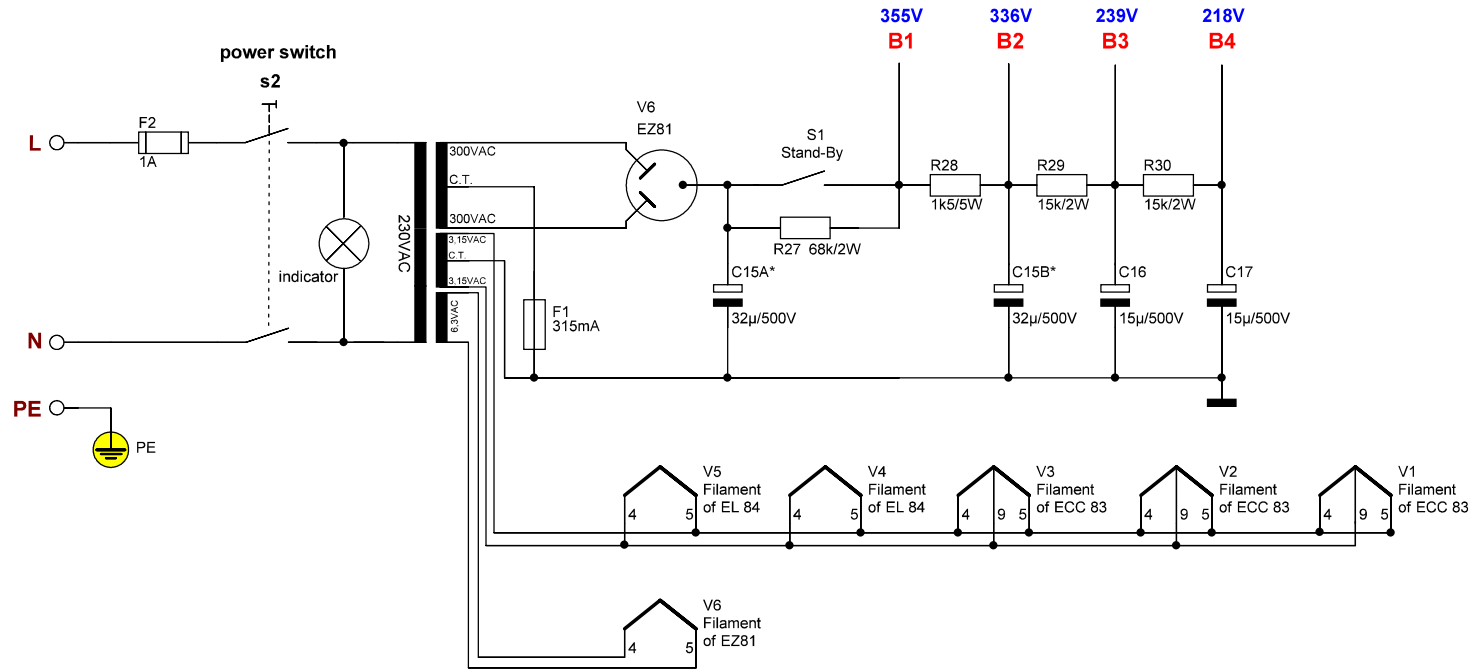 355V 336V 239V 218V
B1 B2 B3 B4
power switch
s2
L
F2
1A
N
PE
PE
indicator
230VAC
300VAC
C.T.
300VAC
3,15VAC
C.T.
3,15VAC
6,3VAC
F1
315mA
V6
EZ81
S1
Stand-By
R27 68k/2W
R28
1k5/5W
R29
15k/2W
R30
15k/2W
C15A*
32µ/500V
C15B*
32µ/500V
C16
15µ/500V
C17
15µ/500V
V5
Filament
of EL 84
4 5
V4
Filament
of EL 84
4 5
V3
Filament
of ECC 83
4 9 5
V2
Filament
of ECC 83
4 9 5
V1
Filament
of ECC 83
4 9 5
V6
Filament
of EZ81
4 5